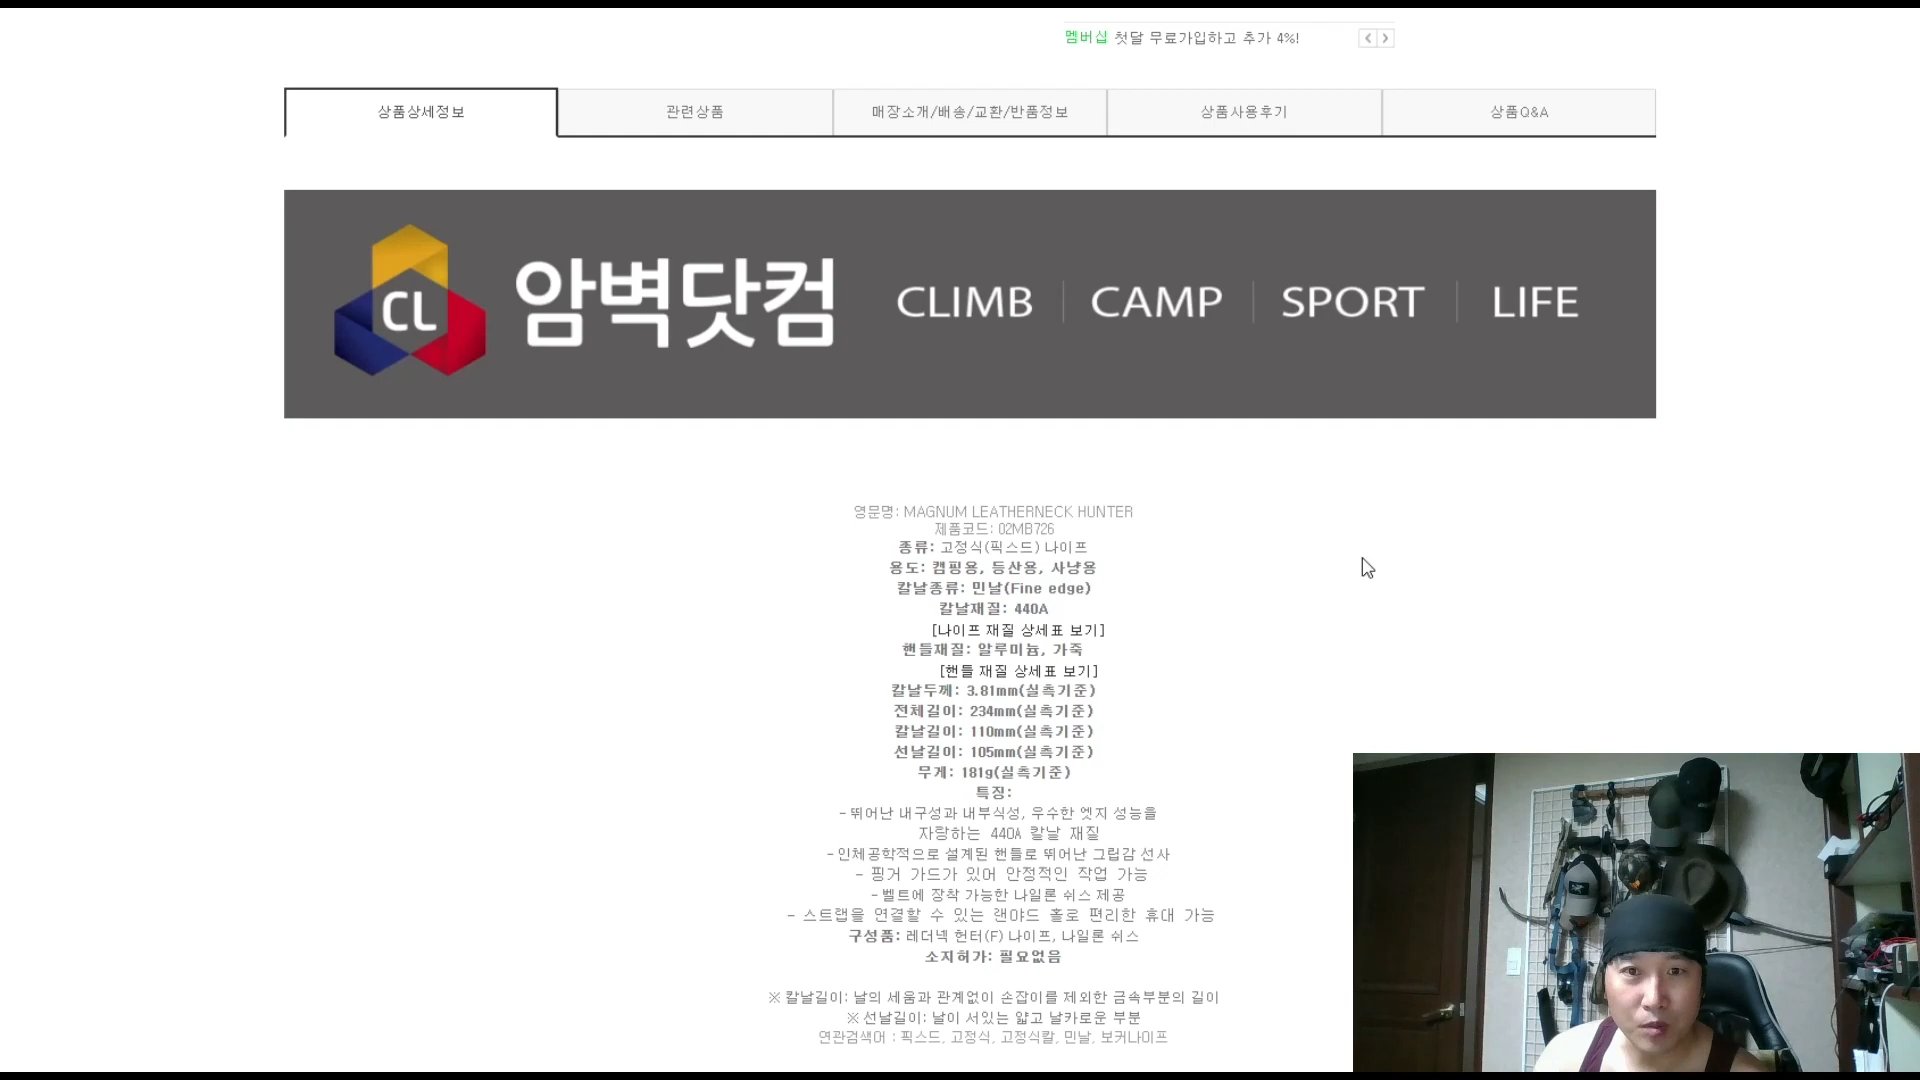 멤버십 첫달 무료가입하고 추가 4%!
상품상세정보
관련상품
매장소개/배송/교환/반품정보
상품사용후기
상품Q&A
CL
암벽닷컴
CLIMB
CAMP
SPORT
LIFE
영문명: MAGNUM LEATHERNECK HUNTER
제품코드: 02MB726
종류: 고정식(픽스드) 나이프
용도: 캠핑용, 등산용, 사냥용
칼날종류: 민날(Fine edge)
칼날재질: 440A
[나이프 재질 상세표 보기]
핸들재질: 알루미늄, 가죽
[핸들 재질 상세표 보기]
칼날두께: 3.81mm(실측기준)
전체길이: 234mm(실측기준)
칼날길이: 110mm(실측기준)
선날길이: 105mm(실측기준)
무게: 181g(실측기준)
특징:
- 뛰어난 내구성과 내부식성, 우수한 엣지 성능을
자랑하는 440A 칼날 재질
- 인체공학적으로 설계된 핸들로 뛰어난 그립감 선사
- 핑거 가드가 있어 안정적인 작업 가능
- 벨트에 장착 가능한 나일론 쉬스 제공
- 스트랩을 연결할 수 있는 랜야드 홀로 편리한 휴대 가능
구성품: 레더넥 헌터(F) 나이프, 나일론 쉬스
소지허가: 필요없음
※ 칼날길이: 날의 세움과 관계없이 손잡이를 제외한 금속부분의 길이
※ 선날길이: 날이 서있는 얇고 날카로운 부분
연관검색어 : 픽스드, 고정식, 고정식칼, 민날, 보커나이프